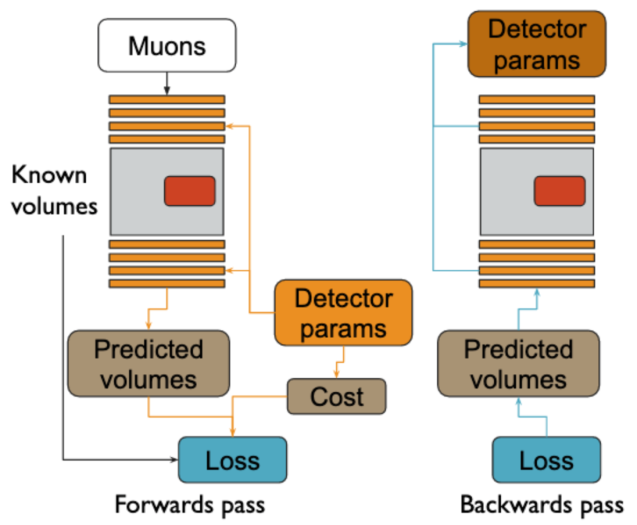 Muons
Known
volumes
Detector
params
Predicted
volumes
Cost
Loss
Forwards pass
Detector
params
Predicted
volumes
Loss
Backwards pass